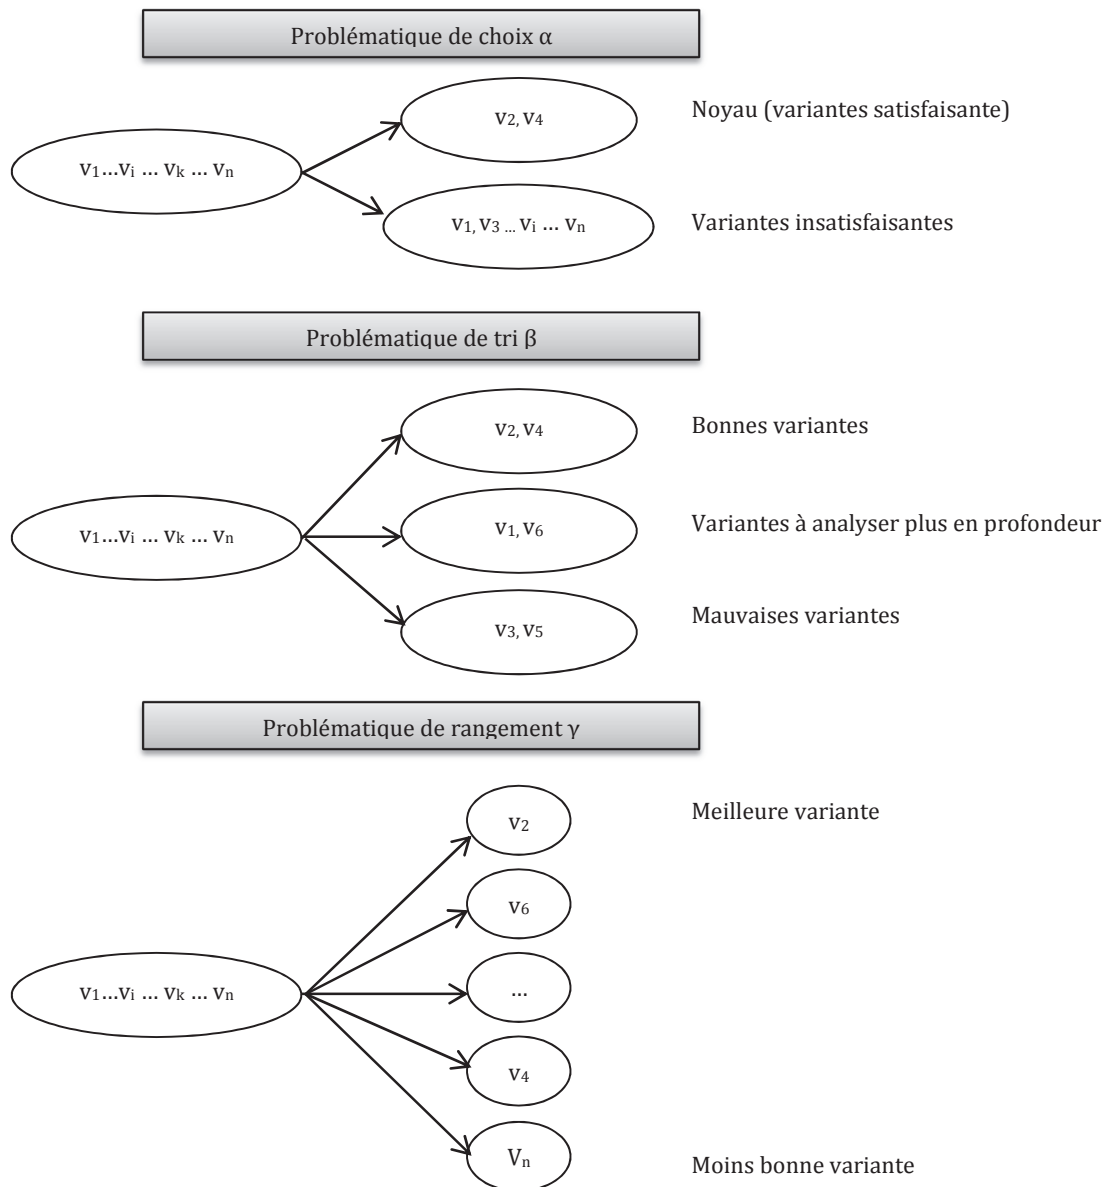 Problématique de choix α
v2, v4
Noyau (variantes satisfaisante)
v1...vi ... vk ... vn
v1, v3 ... vi ... vn
Variantes insatisfaisantes
Problématique de tri β
v2, v4
Bonnes variantes
v1...vi ... vk ... vn
v1, v6
Variantes à analyser plus en profondeur
v3, v5
Mauvaises variantes
Problématique de rangement γ
v2
Meilleure variante
v6
v1...vi ... vk ... vn
...
v4
Vn
Moins bonne variante